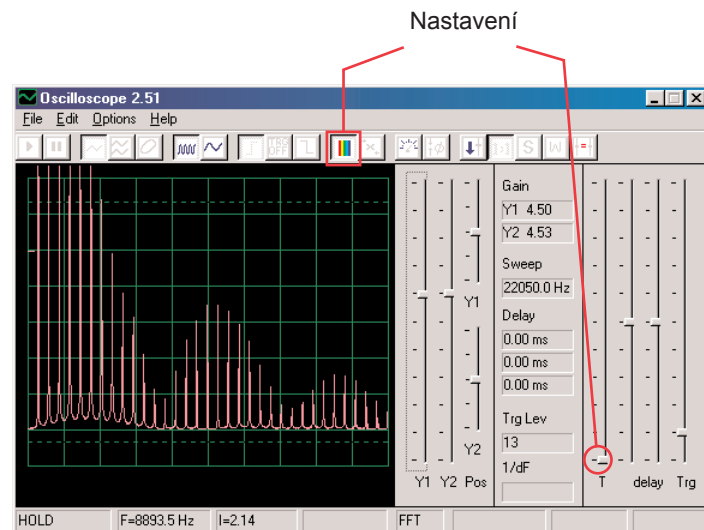 Nastavení
Oscilloscope 2.51
File Edit Options Help
TRG OFF
S W
Gain
Y1 4.50
Y2 4.53
Sweep
22050.0 Hz
Y1
Delay
0.00 ms
0.00 ms
0.00 ms
Trg Lev
13
Y2
1/dF
Y1 Y2 Pos
T delay Trg
HOLD F=8893.5 Hz I=2.14 FFT